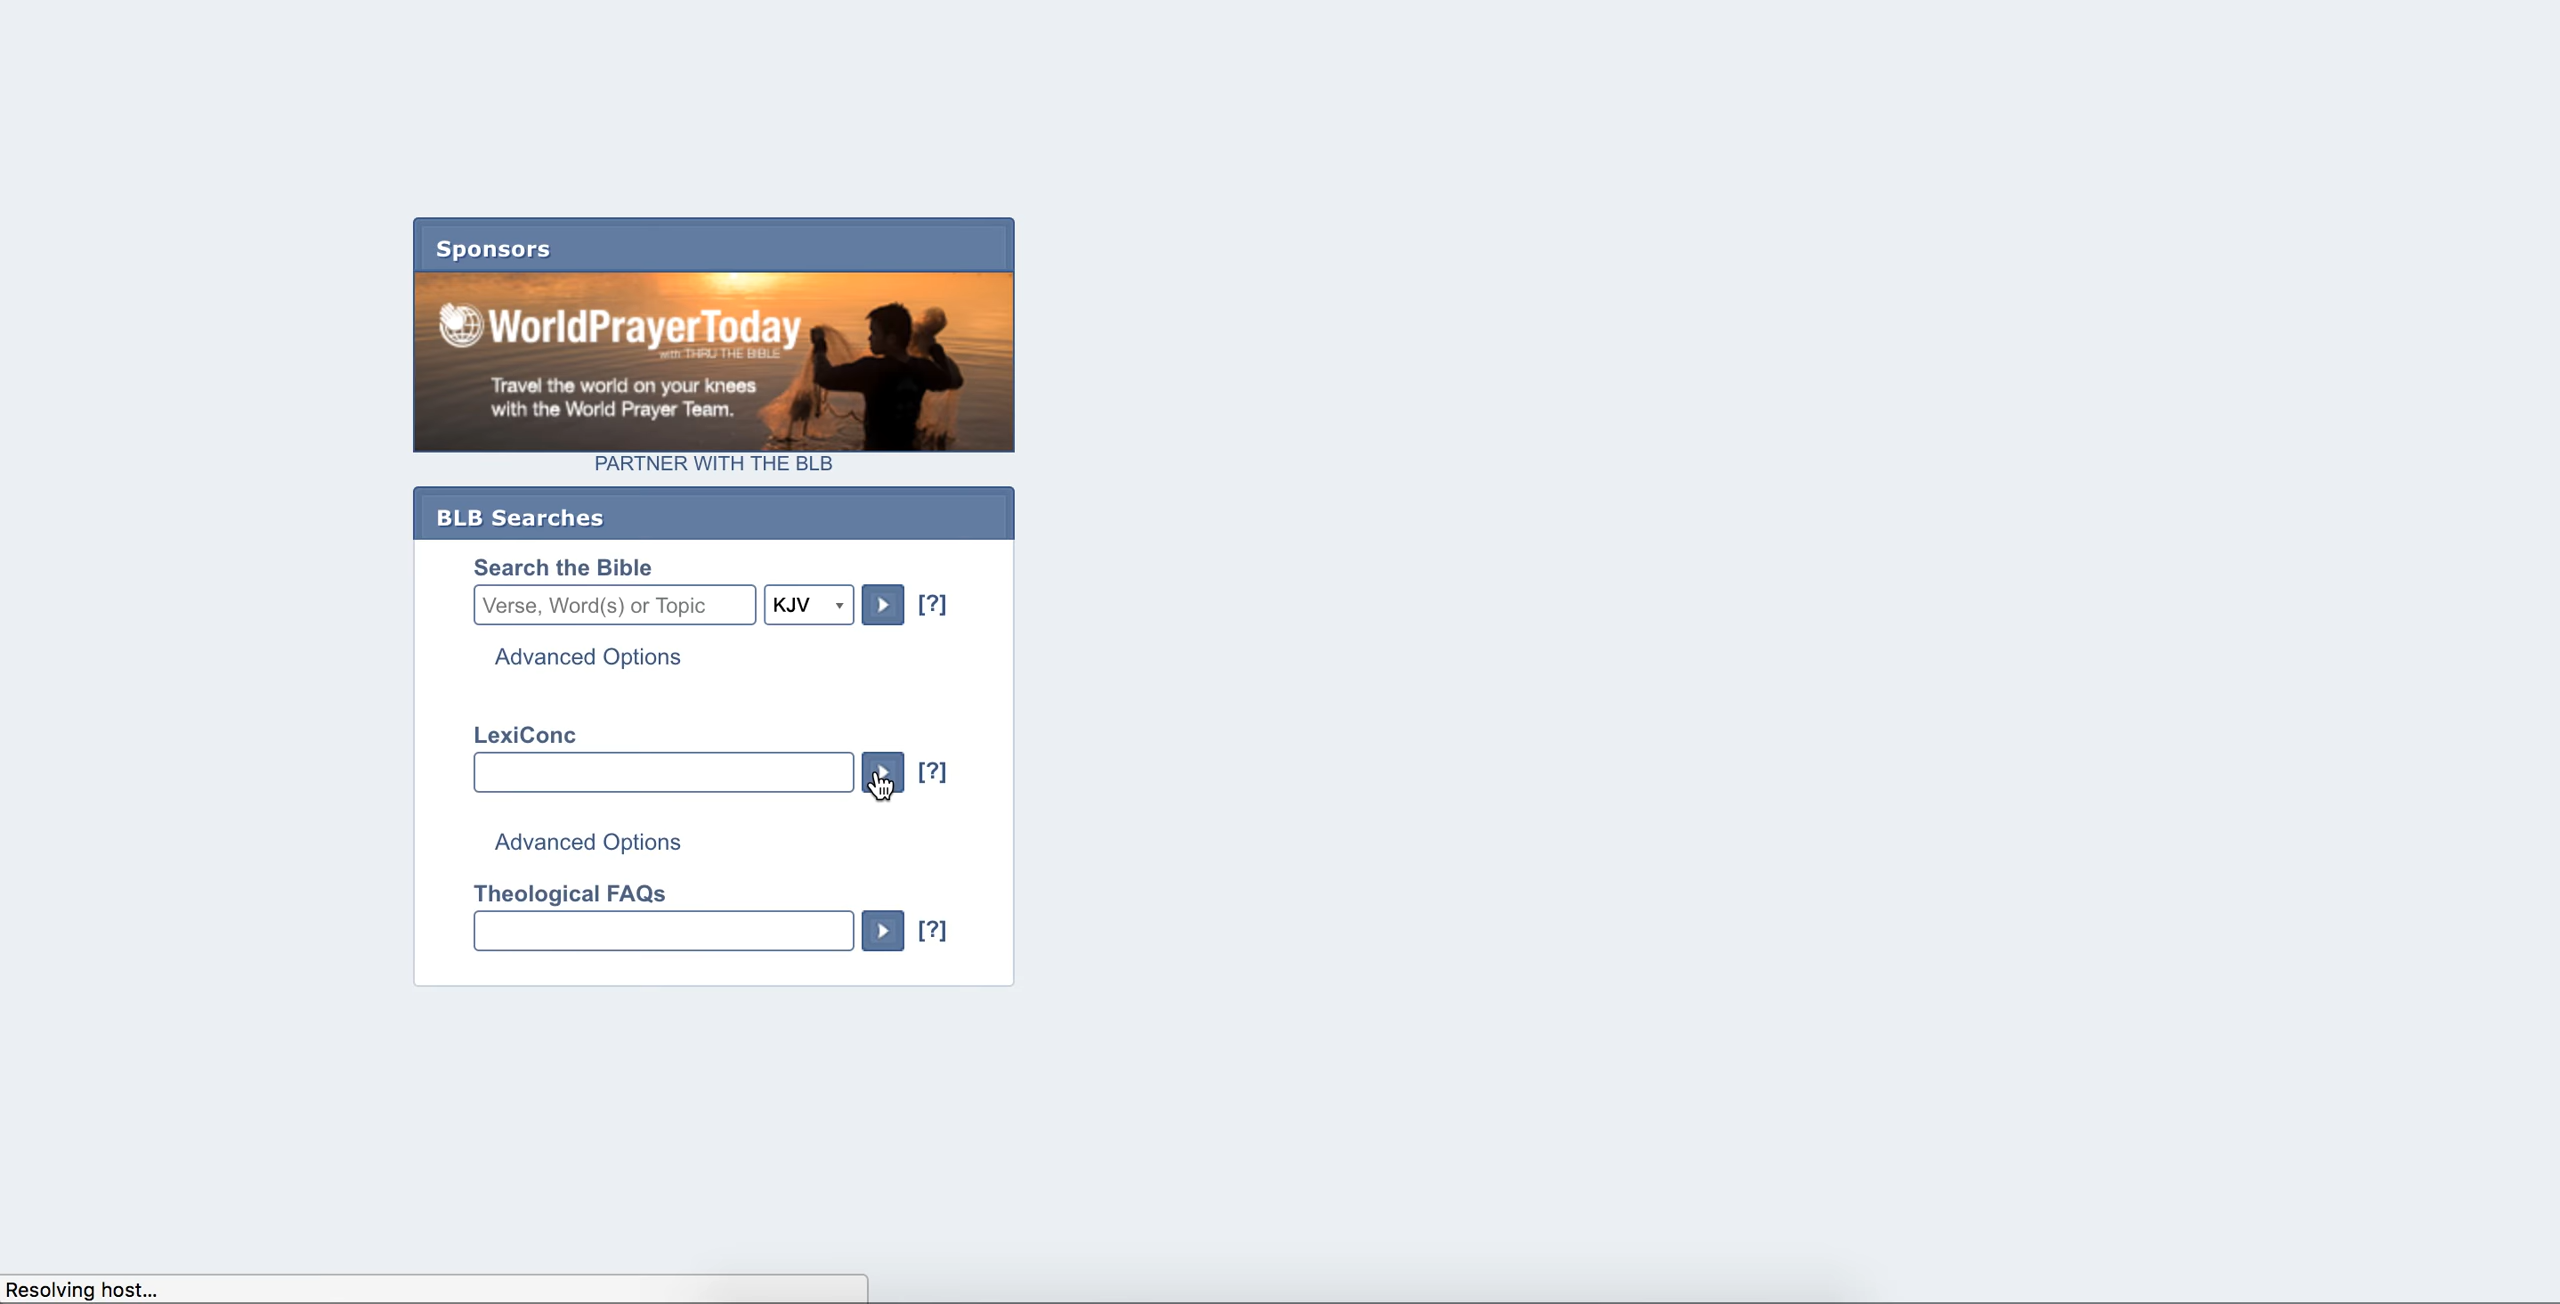 Sponsors
WorldPrayerToday
with THRU THE BIBLE
Travel the world on your knees
with the World Prayer Team.
PARTNER WITH THE BLB
BLB Searches
Search the Bible
Verse, Word(s) or Topic KJV [?]
Advanced Options
LexiConc
[?]
Advanced Options
Theological FAQs
[?]
Resolving host...